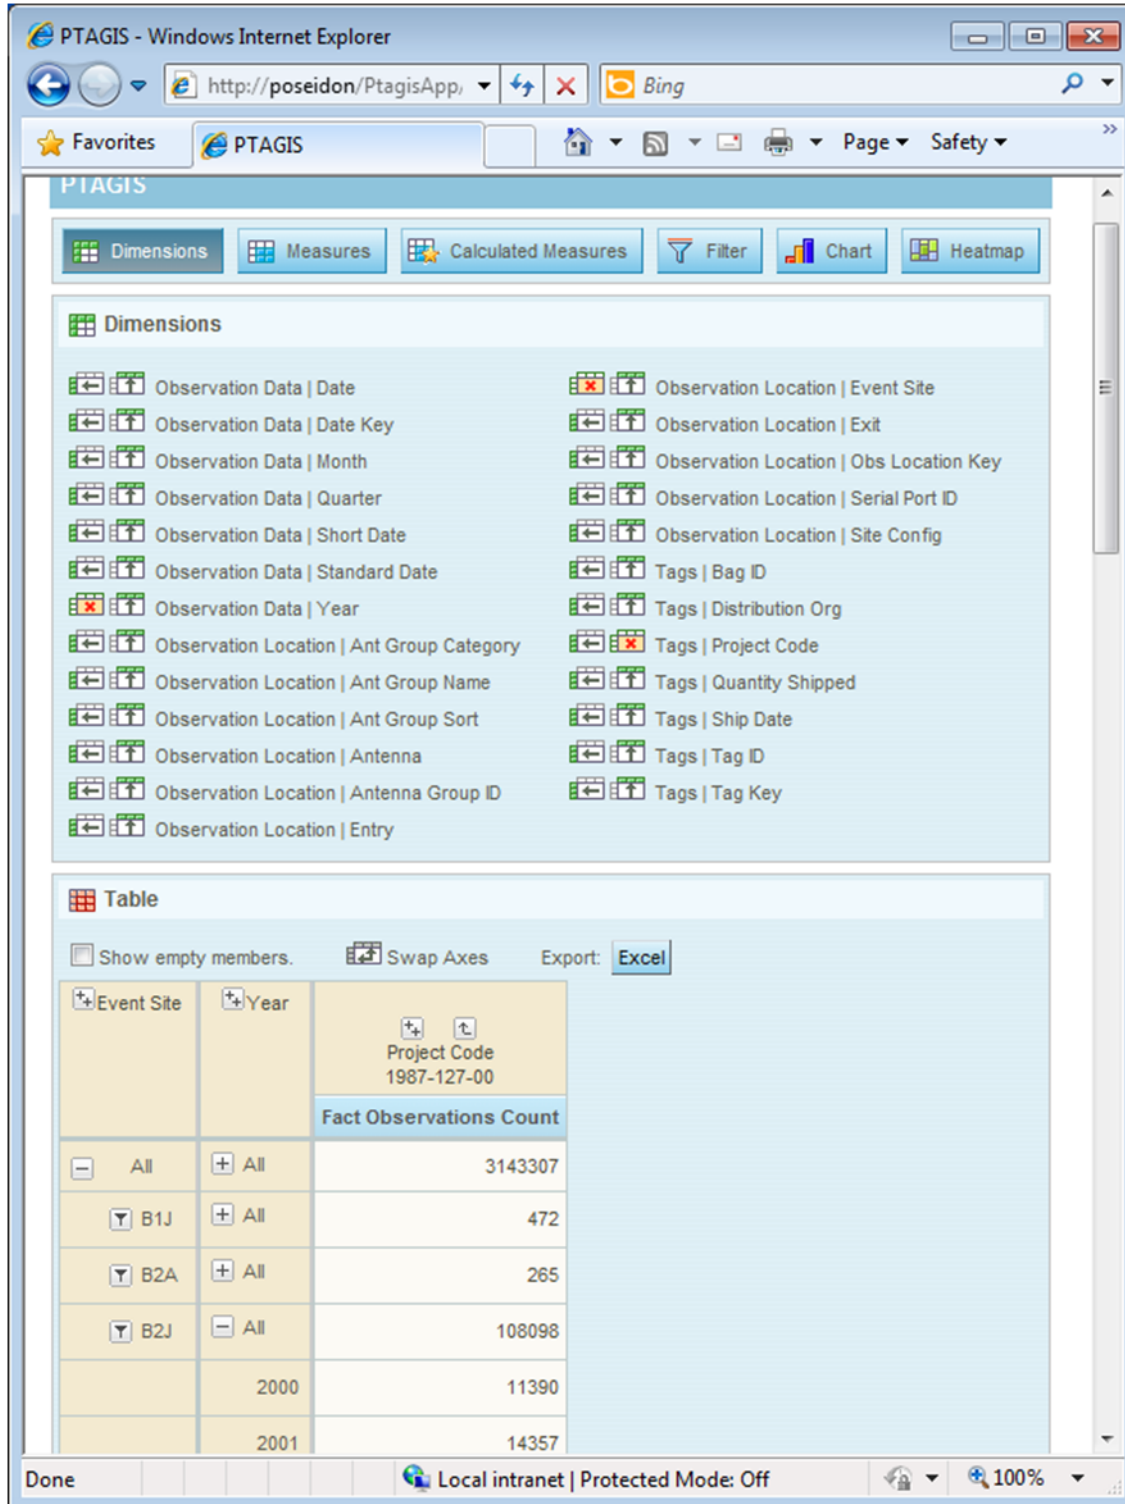 PTAGIS - Windows Internet Explorer
http://poseidon/PtagisApp/ Bing
Favorites PTAGIS Page Safety
PTAGIS
Dimensions Measures Calculated Measures Filter Chart Heatmap
Dimensions
Observation Data | Date
Observation Data | Date Key
Observation Data | Month
Observation Data | Quarter
Observation Data | Short Date
Observation Data | Standard Date
Observation Data | Year
Observation Location | Ant Group Category
Observation Location | Ant Group Name
Observation Location | Ant Group Sort
Observation Location | Antenna
Observation Location | Antenna Group ID
Observation Location | Entry
Observation Location | Event Site
Observation Location | Exit
Observation Location | Obs Location Key
Observation Location | Serial Port ID
Observation Location | Site Config
Tags | Bag ID
Tags | Distribution Org
Tags | Project Code
Tags | Quantity Shipped
Tags | Ship Date
Tags | Tag ID
Tags | Tag Key
Table
Show empty members. Swap Axes Export: Excel
Event Site Year
Project Code
1987-127-00
Fact Observations Count
All All 3143307
B1J All 472
B2A All 265
B2J All 108098
2000 11390
2001 14357
Done Local intranet | Protected Mode: Off 100%